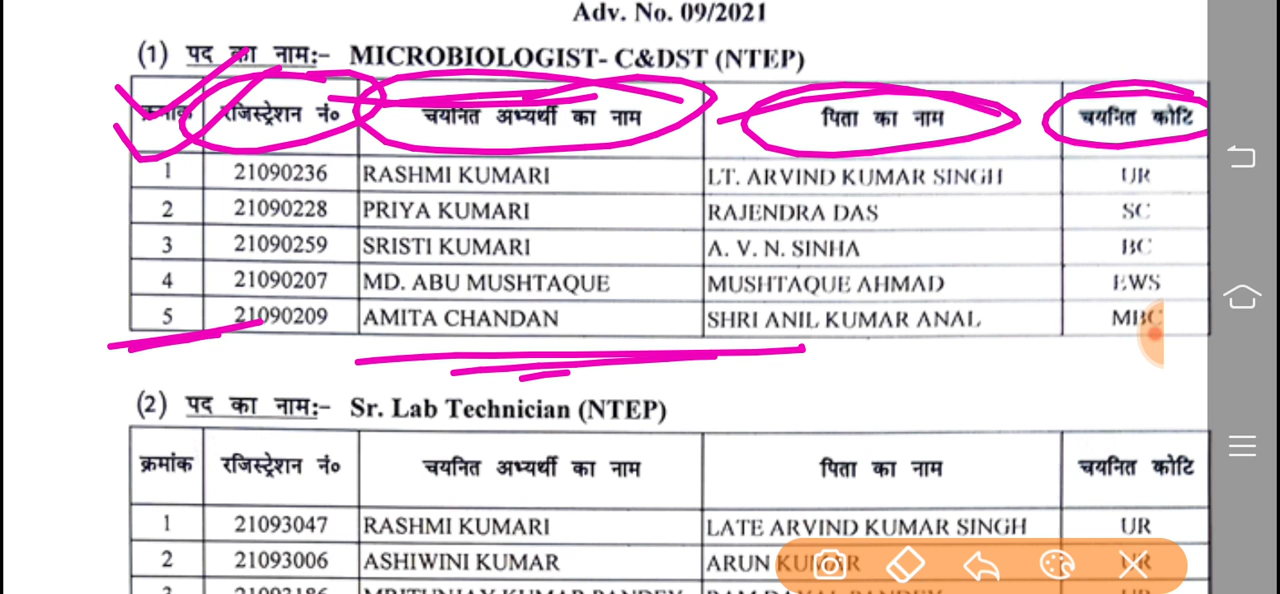 Adv. No. 09/2021
(1) पद का नाम:- MICROBIOLOGIST- C&DST (NTEP)
क्रमांक रजिस्ट्रेशन नं० चयनित अभ्यर्थी का नाम पिता का नाम चयनित कोटि
1 21090236 RASHMI KUMARI LT. ARVIND KUMAR SINGH UR
2 21090228 PRIYA KUMARI RAJENDRA DAS SC
3 21090259 SRISTI KUMARI A. V. N. SINHA BC
4 21090207 MD. ABU MUSHTAQUE MUSHTAQUE AHMAD EWS
5 21090209 AMITA CHANDAN SHRI ANIL KUMAR ANAL MBC
(2) पद का नाम:- Sr. Lab Technician (NTEP)
क्रमांक रजिस्ट्रेशन नं० चयनित अभ्यर्थी का नाम पिता का नाम चयनित कोटि
1 21093047 RASHMI KUMARI LATE ARVIND KUMAR SINGH UR
2 21093006 ASHIWINI KUMAR ARUN KUMAR UR